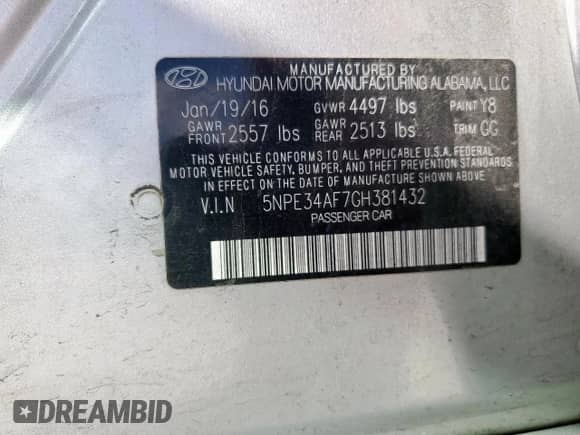 MANUFACTURED BY
HYUNDAI MOTOR MANUFACTURING ALABAMA, LLC
Jan/19/16 GVWR 4497 lbs PAINT Y8
GAWR FRONT 2557 lbs GAWR REAR 2513 lbs TRIM GG
THIS VEHICLE CONFORMS TO ALL APPLICABLE U.S.A. FEDERAL
MOTOR VEHICLE SAFETY, BUMPER, AND THEFT PREVENTION STANDARDS
IN EFFECT ON THE DATE OF MANUFACTURE SHOWN ABOVE.
V.I.N 5NPE34AF7GH381432
PASSENGER CAR
DREAMBID